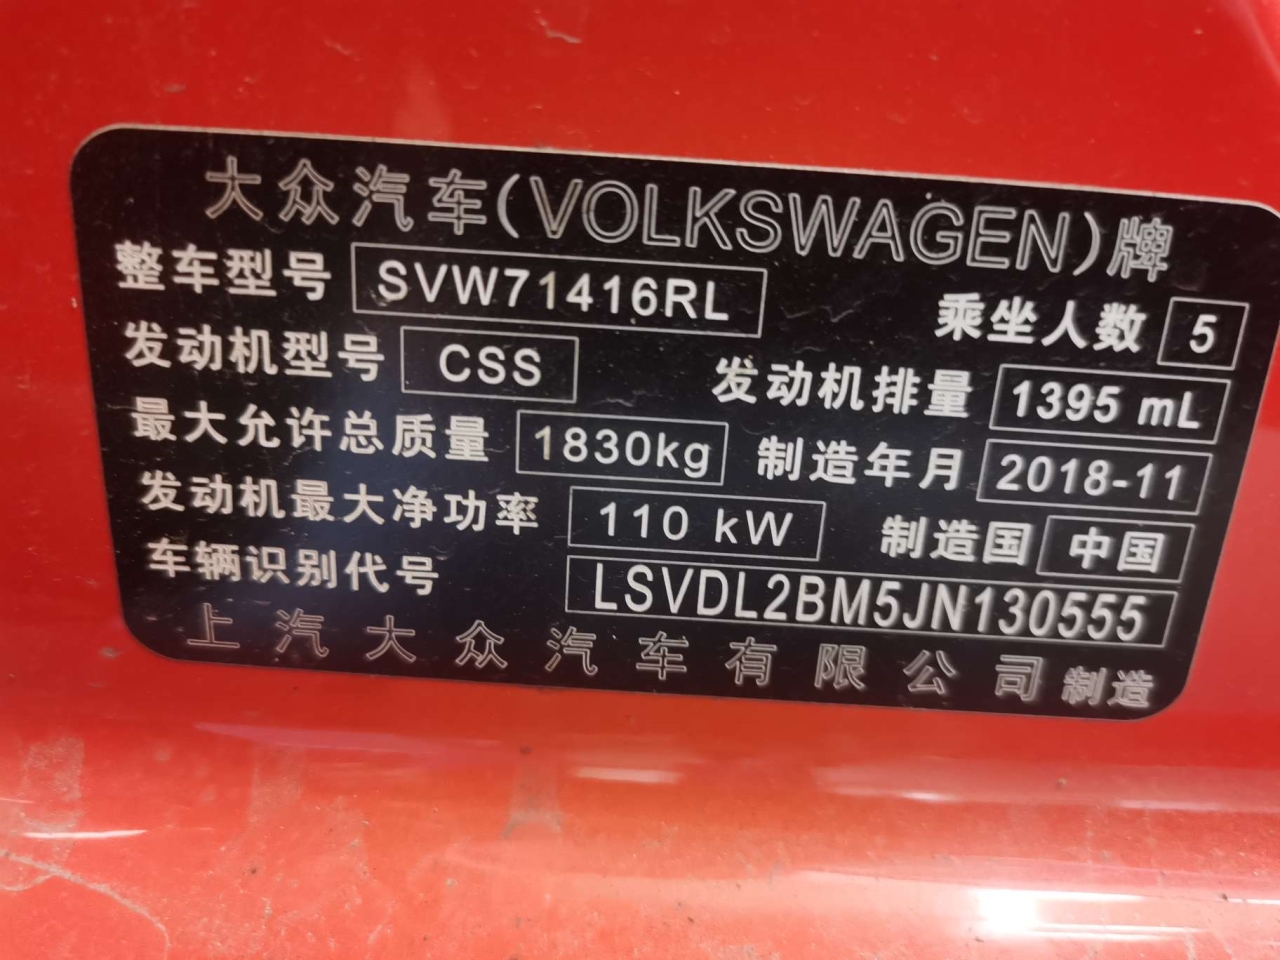 大众汽车(VOLKSWAGEN)牌
整车型号 SVW71416RL 乘坐人数 5
发动机型号 CSS 发动机排量 1395 mL
最大允许总质量 1830kg 制造年月 2018-11
发动机最大净功率 110 kW 制造国 中国
车辆识别代号 LSVDL2BM5JN130555
上汽大众汽车有限公司 制造